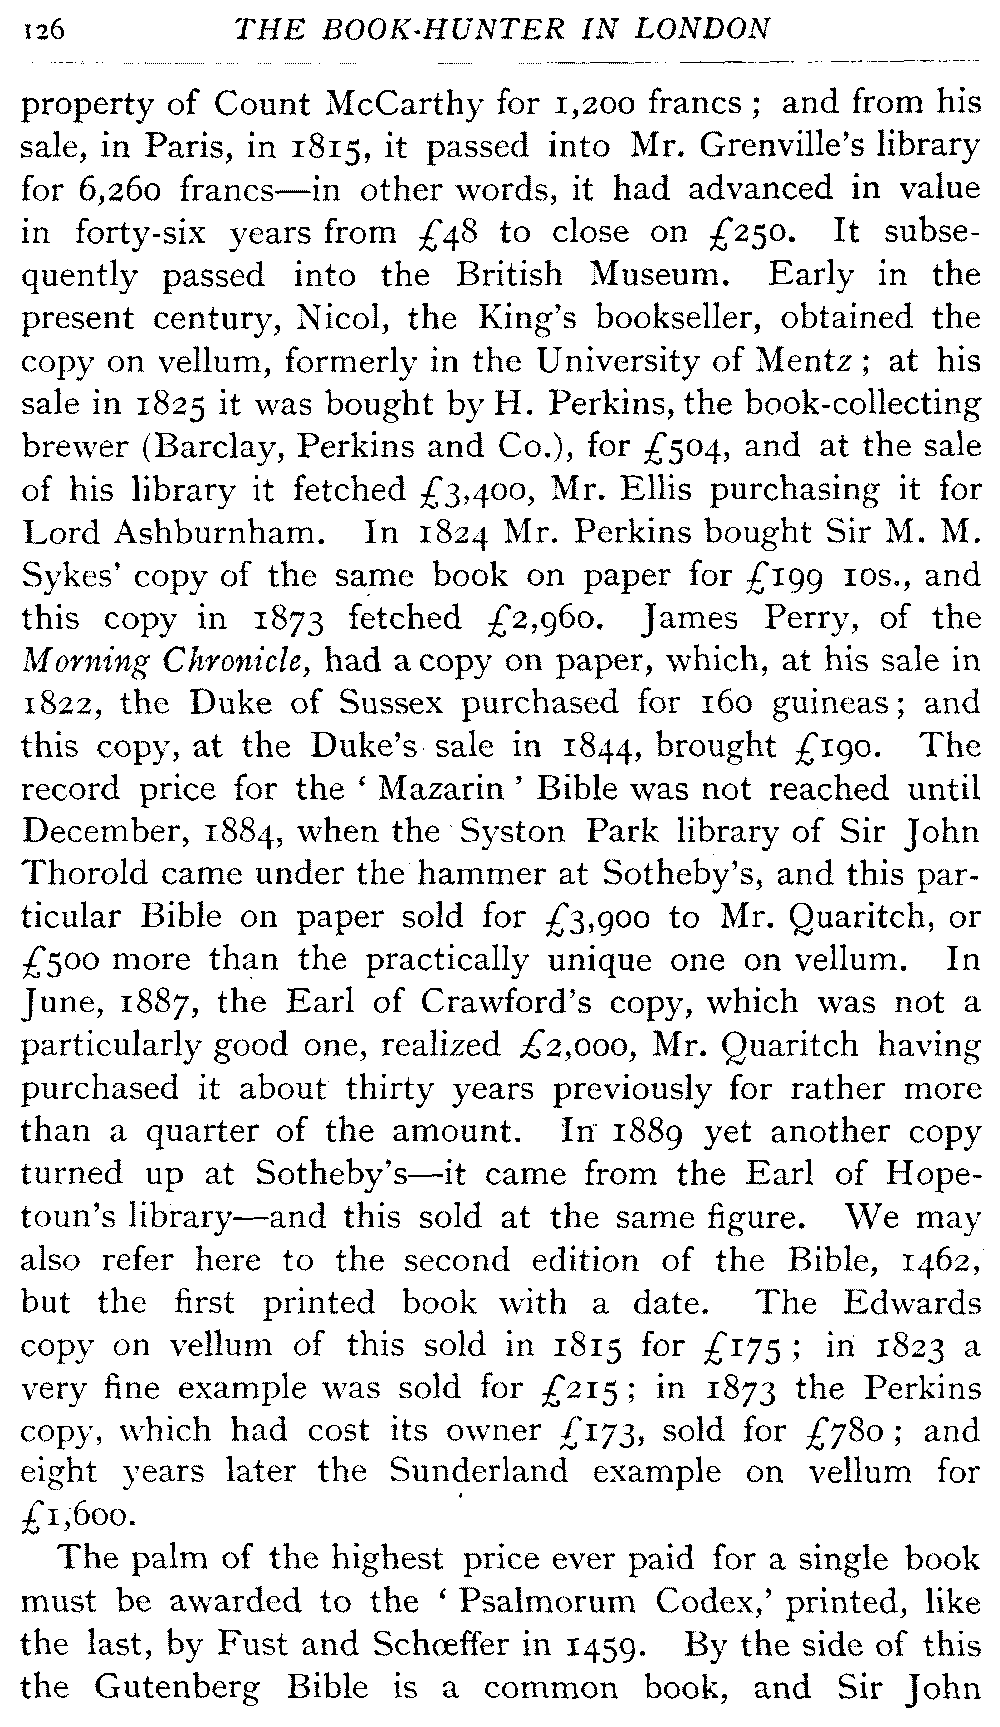 126 THE BOOK-HUNTER IN LONDON
property of Count McCarthy for 1,200 francs ; and from his
sale, in Paris, in 1815, it passed into Mr. Grenville's library
for 6,260 francs—in other words, it had advanced in value
in forty-six years from £48 to close on £250. It subse-
quently passed into the British Museum. Early in the
present century, Nicol, the King's bookseller, obtained the
copy on vellum, formerly in the University of Mentz ; at his
sale in 1825 it was bought by H. Perkins, the book-collecting
brewer (Barclay, Perkins and Co.), for £504, and at the sale
of his library it fetched £3,400, Mr. Ellis purchasing it for
Lord Ashburnham. In 1824 Mr. Perkins bought Sir M. M.
Sykes' copy of the same book on paper for £199 10s., and
this copy in 1873 fetched £2,960. James Perry, of the
Morning Chronicle, had a copy on paper, which, at his sale in
1822, the Duke of Sussex purchased for 160 guineas ; and
this copy, at the Duke's sale in 1844, brought £190. The
record price for the ‘ Mazarin ’ Bible was not reached until
December, 1884, when the Syston Park library of Sir John
Thorold came under the hammer at Sotheby's, and this par-
ticular Bible on paper sold for £3,900 to Mr. Quaritch, or
£500 more than the practically unique one on vellum. In
June, 1887, the Earl of Crawford's copy, which was not a
particularly good one, realized £2,000, Mr. Quaritch having
purchased it about thirty years previously for rather more
than a quarter of the amount. In 1889 yet another copy
turned up at Sotheby's—it came from the Earl of Hope-
toun's library—and this sold at the same figure. We may
also refer here to the second edition of the Bible, 1462,
but the first printed book with a date. The Edwards
copy on vellum of this sold in 1815 for £175 ; in 1823 a
very fine example was sold for £215 ; in 1873 the Perkins
copy, which had cost its owner £173, sold for £780 ; and
eight years later the Sunderland example on vellum for
£1,600.
The palm of the highest price ever paid for a single book
must be awarded to the ‘ Psalmorum Codex,’ printed, like
the last, by Fust and Schœffer in 1459. By the side of this
the Gutenberg Bible is a common book, and Sir John